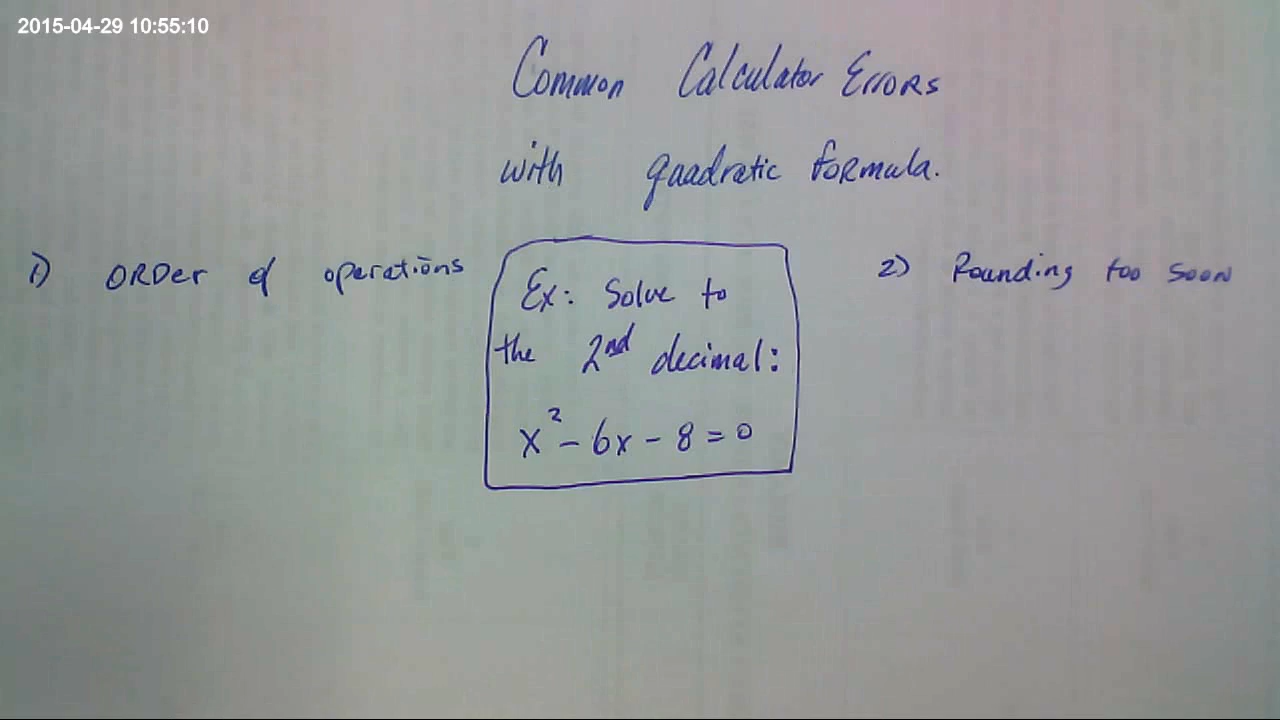 2015-04-29 10:55:10
Common Calculator Errors
with quadratic formula.
1) Order of operations
Ex: Solve to
the 2nd decimal:
x² - 6x - 8 = 0
2) Rounding too soon